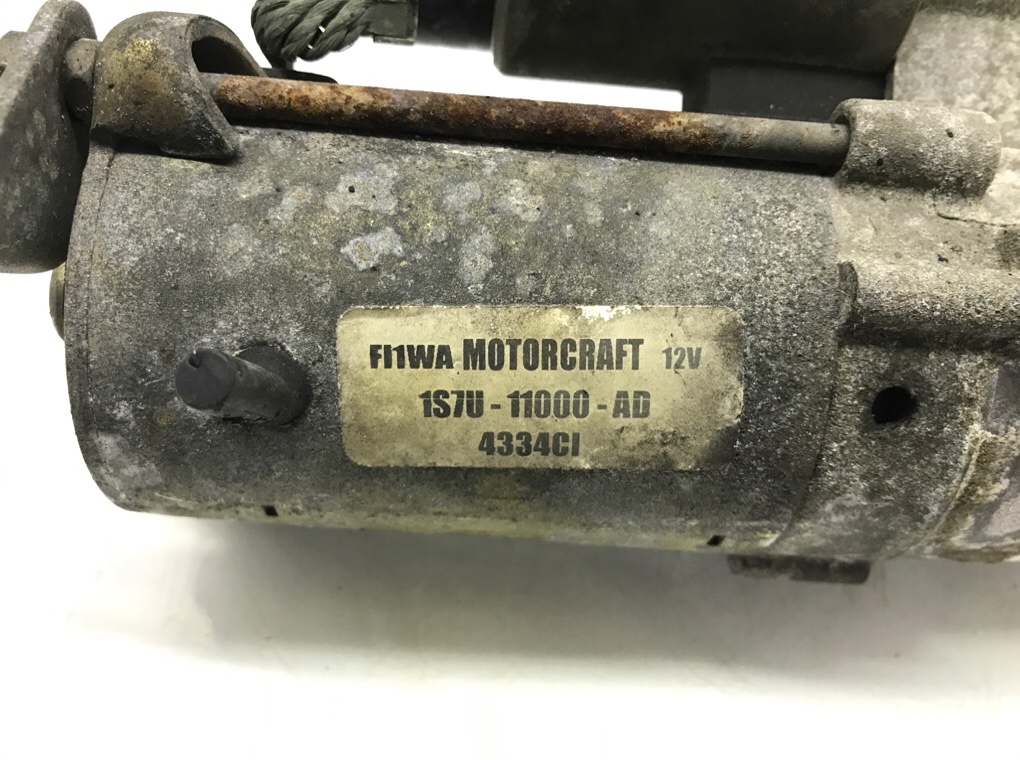 FI1WA MOTORCRAFT 12V
1S7U - 11000 - AD
4334CI